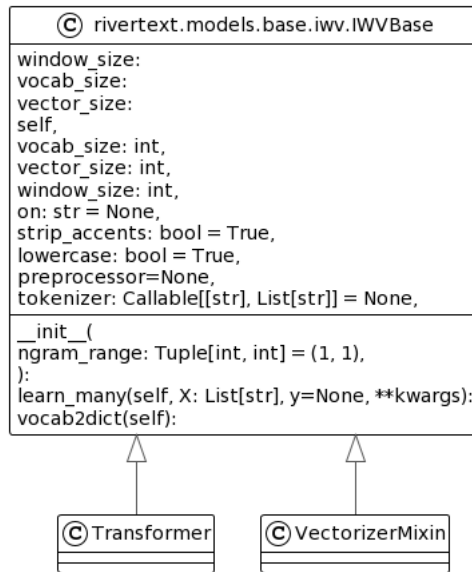 C rivertext.models.base.iwv.IWVBase
window_size:
vocab_size:
vector_size:
self,
vocab_size: int,
vector_size: int,
window_size: int,
on: str = None,
strip_accents: bool = True,
lowercase: bool = True,
preprocessor=None,
tokenizer: Callable[[str], List[str]] = None,
__init__(
ngram_range: Tuple[int, int] = (1, 1),
):
learn_many(self, X: List[str], y=None, **kwargs):
vocab2dict(self):
C Transformer
C VectorizerMixin